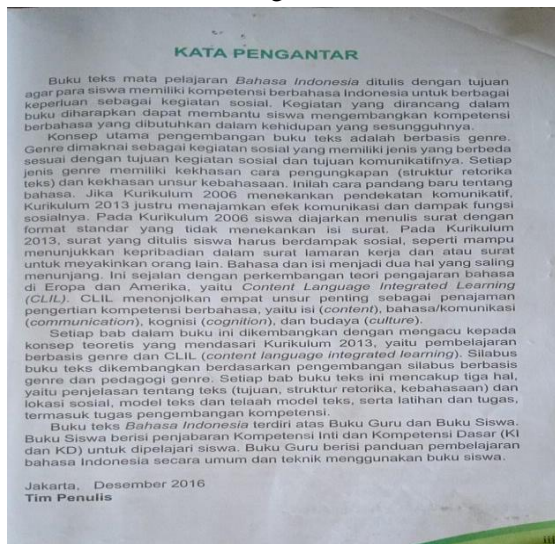 KATA PENGANTAR
Buku teks mata pelajaran Bahasa Indonesia ditulis dengan tujuan
agar para siswa memiliki kompetensi berbahasa Indonesia untuk berbagai
keperluan sebagai kegiatan sosial. Kegiatan yang dirancang dalam
buku diharapkan dapat membantu siswa mengembangkan kompetensi
berbahasa yang dibutuhkan dalam kehidupan yang sesungguhnya.
Konsep utama pengembangan buku teks adalah berbasis genre.
Genre dimaknai sebagai kegiatan sosial yang memiliki jenis yang berbeda
sesuai dengan tujuan kegiatan sosial dan tujuan komunikatifnya. Setiap
jenis genre memiliki kekhasan cara pengungkapan (struktur retorika
teks) dan kekhasan unsur kebahasaan. Inilah cara pandang baru tentang
bahasa. Jika Kurikulum 2006 menekankan pendekatan komunikatif,
Kurikulum 2013 justru menajamkan efek komunikasi dan dampak fungsi
sosialnya. Pada Kurikulum 2006 siswa diajarkan menulis surat dengan
format standar yang tidak menekankan isi surat. Pada Kurikulum
2013, surat yang ditulis siswa harus berdampak sosial, seperti mampu
menunjukkan kepribadian dalam surat lamaran kerja dan atau surat
untuk meyakinkan orang lain. Bahasa dan isi menjadi dua hal yang saling
menunjang. Ini sejalan dengan perkembangan teori pengajaran bahasa
di Eropa dan Amerika, yaitu Content Language Integrated Learning
(CLIL). CLIL menonjolkan empat unsur penting sebagai penajaman
pengertian kompetensi berbahasa, yaitu isi (content), bahasa/komunikasi
(communication), kognisi (cognition), dan budaya (culture).
Setiap bab dalam buku ini dikembangkan dengan mengacu kepada
konsep teoretis yang mendasari Kurikulum 2013, yaitu pembelajaran
berbasis genre dan CLIL (content language integrated learning). Silabus
buku teks dikembangkan berdasarkan pengembangan silabus berbasis
genre dan pedagogi genre. Setiap bab buku teks ini mencakup tiga hal,
yaitu penjelasan tentang teks (tujuan, struktur retorika, kebahasaan) dan
lokasi sosial, model teks dan telaah model teks, serta latihan dan tugas,
termasuk tugas pengembangan kompetensi.
Buku teks Bahasa Indonesia terdiri atas Buku Guru dan Buku Siswa.
Buku Siswa berisi penjabaran Kompetensi Inti dan Kompetensi Dasar (KI
dan KD) untuk dipelajari siswa. Buku Guru berisi panduan pembelajaran
bahasa Indonesia secara umum dan teknik menggunakan buku siswa.
Jakarta, Desember 2016
Tim Penulis
iii